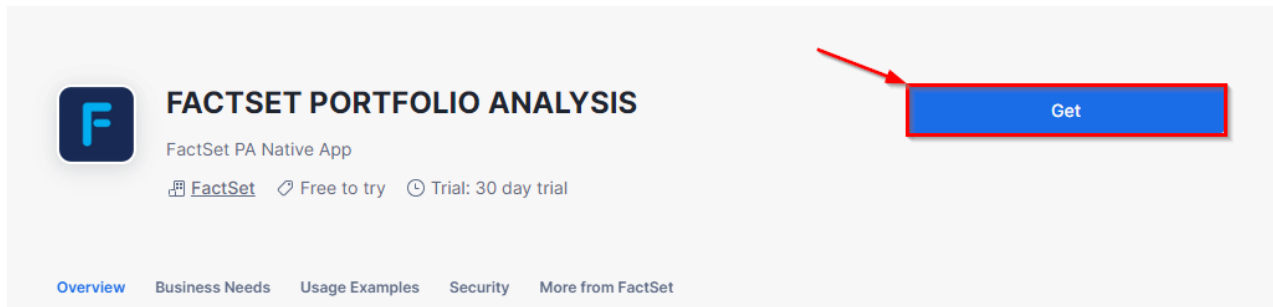 FACTSET PORTFOLIO ANALYSIS
Get
FactSet PA Native App
FactSet Free to try Trial: 30 day trial
Overview Business Needs Usage Examples Security More from FactSet